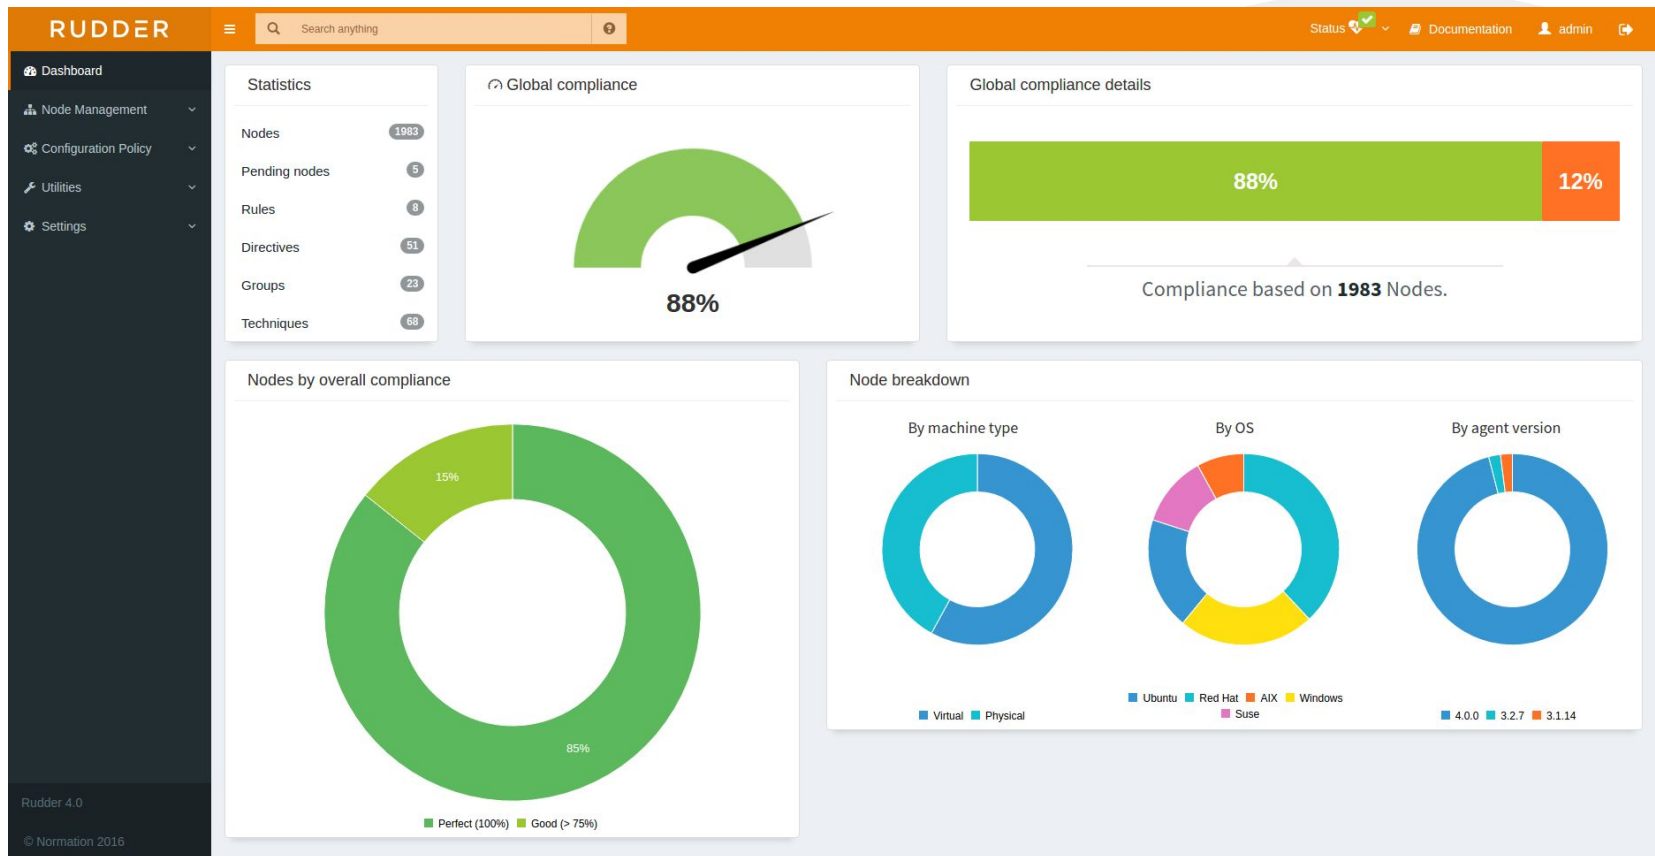 RUDDER
Search anything
Status
Documentation
admin
Dashboard
Node Management
Configuration Policy
Utilities
Settings
Rudder 4.0
© Normation 2016
Statistics
Nodes 1983
Pending nodes 5
Rules 8
Directives 51
Groups 23
Techniques 68
Global compliance
88%
Global compliance details
88% 12%
Compliance based on 1983 Nodes.
Nodes by overall compliance
15%
85%
Perfect (100%) Good (> 75%)
Node breakdown
By machine type
Virtual Physical
By OS
Ubuntu Red Hat AIX Windows
Suse
By agent version
4.0.0 3.2.7 3.1.14